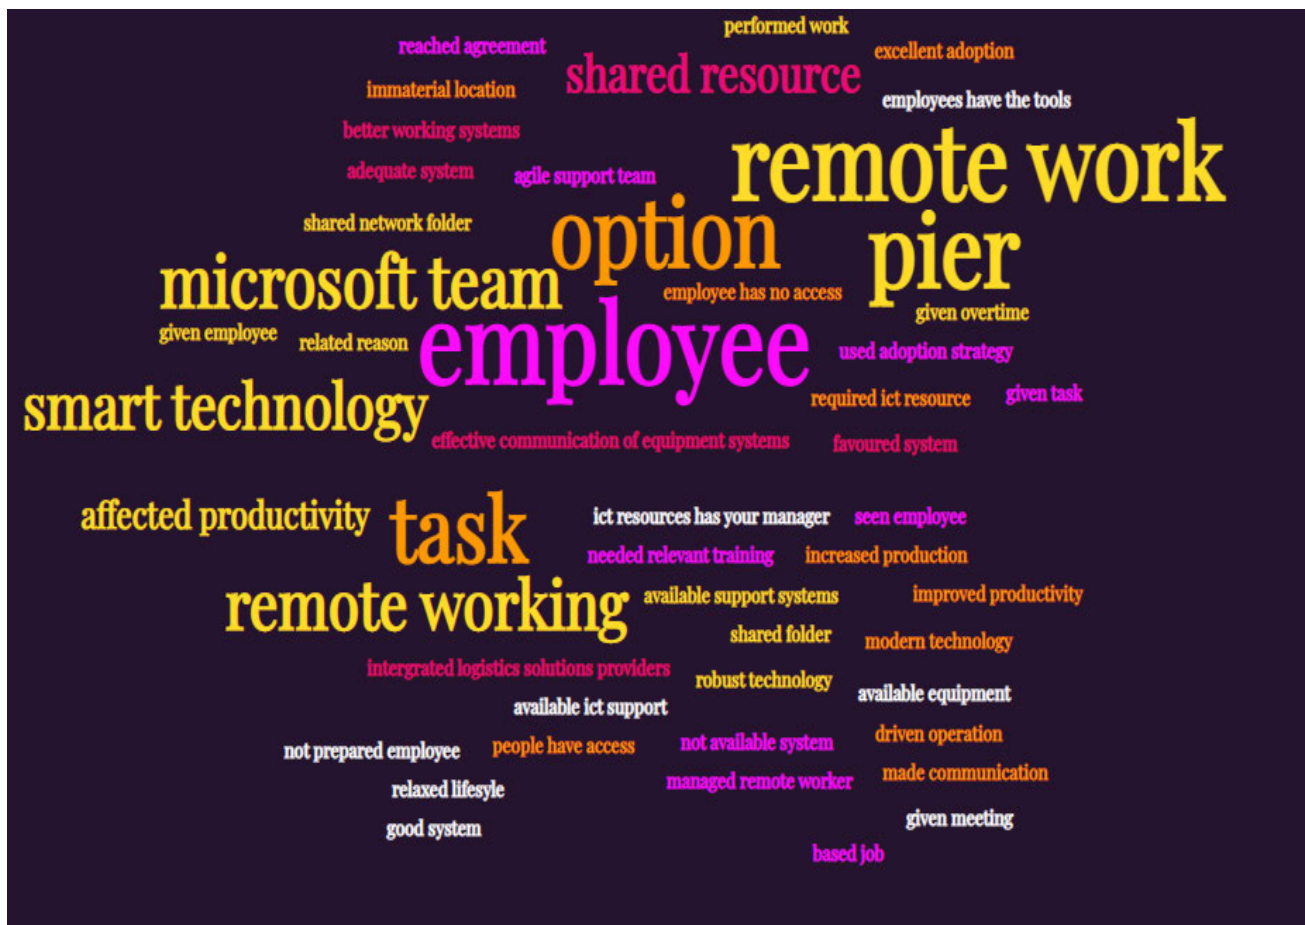 performed work
reached agreement
excellent adoption
shared resource
immaterial location
employees have the tools
better working systems
remote work
adequate system
agile support team
shared network folder
option
pier
microsoft team
employee has no access
given overtime
given employee
related reason
employee
used adoption strategy
smart technology
required ict resource
given task
effective communication of equipment systems
favoured system
affected productivity
task
ict resources has your manager
seen employee
needed relevant training
increased production
remote working
available support systems
improved productivity
shared folder
modern technology
intergrated logistics solutions providers
robust technology
available equipment
available ict support
not prepared employee
people have access
not available system
driven operation
relaxed lifesyle
managed remote worker
made communication
good system
given meeting
based job